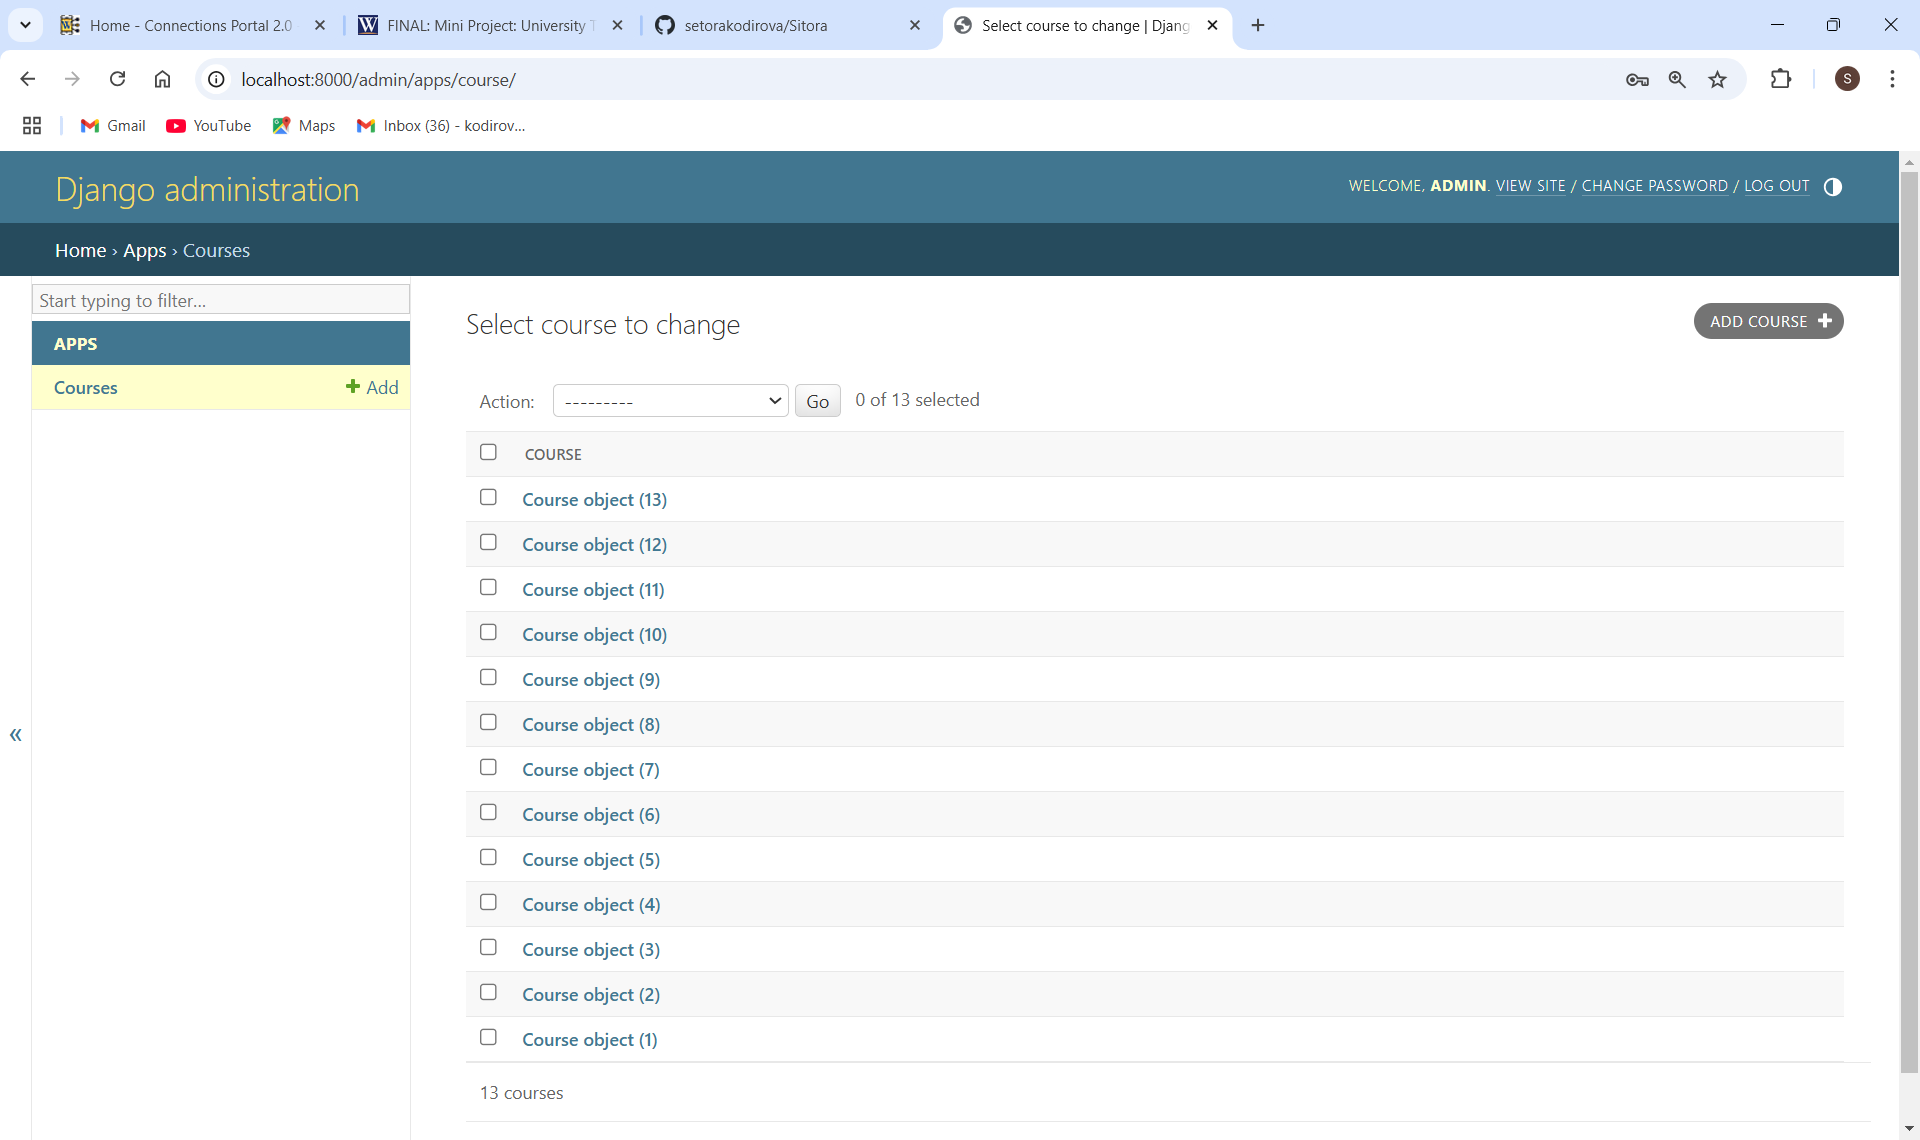 Home - Connections Portal 2.0
FINAL: Mini Project: University T
setorakodirova/Sitora
Select course to change | Djang
localhost:8000/admin/apps/course/
S
Gmail
YouTube
Maps
Inbox (36) - kodirov...
Django administration
WELCOME, ADMIN. VIEW SITE / CHANGE PASSWORD / LOG OUT
Home › Apps › Courses
Start typing to filter...
APPS
Courses
Add
Select course to change
ADD COURSE
Action:
---------
Go
0 of 13 selected
COURSE
Course object (13)
Course object (12)
Course object (11)
Course object (10)
Course object (9)
Course object (8)
Course object (7)
Course object (6)
Course object (5)
Course object (4)
Course object (3)
Course object (2)
Course object (1)
13 courses
«